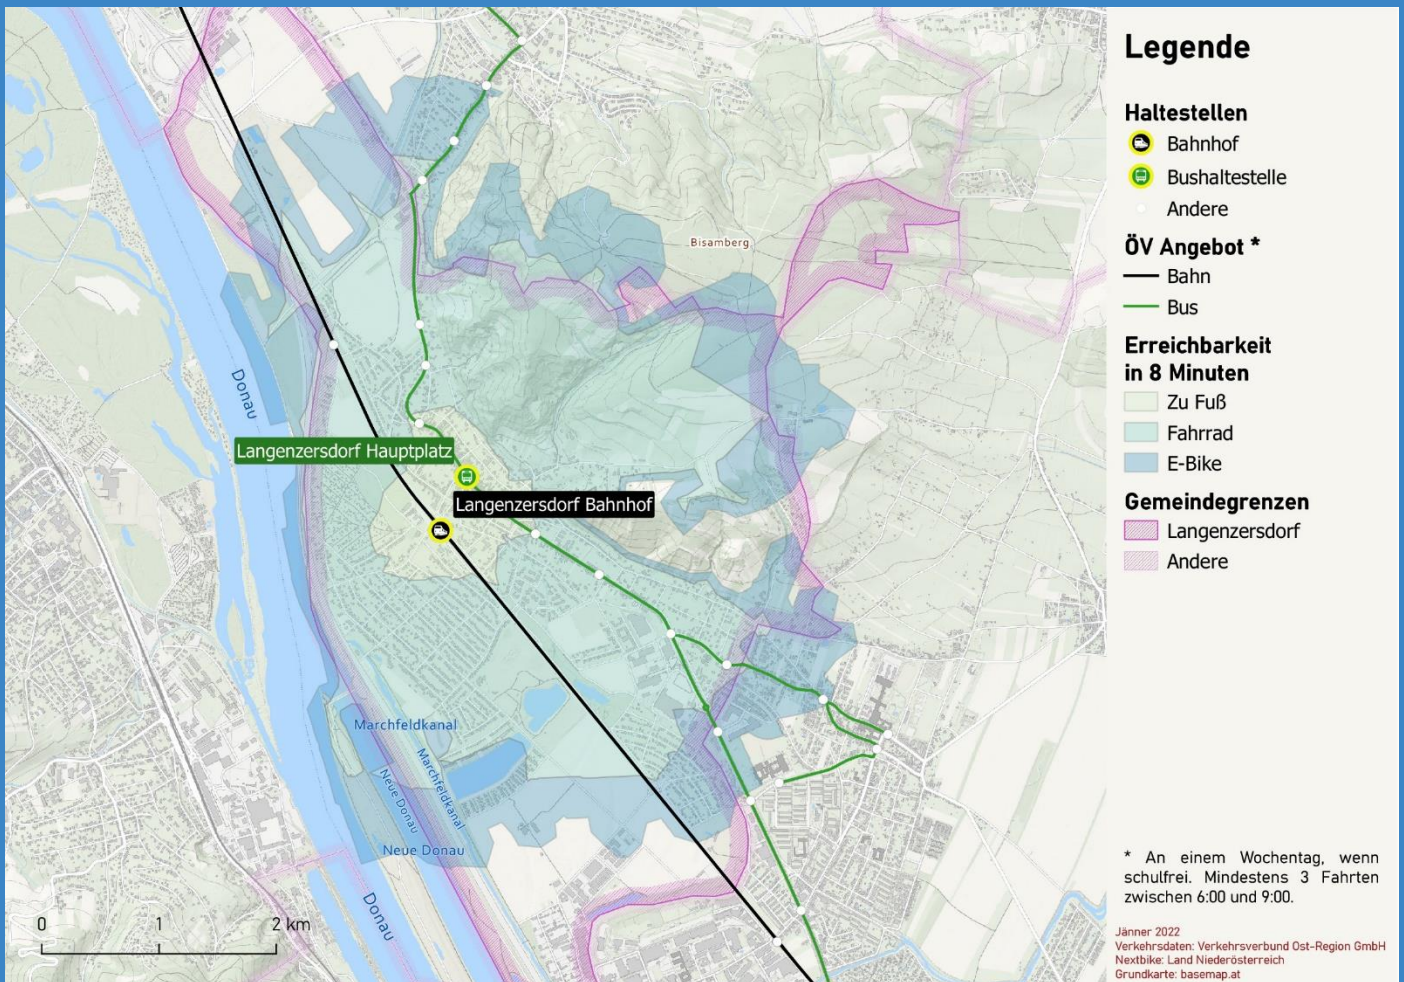 Bisamberg
Donau
Langenzersdorf Hauptplatz
Langenzersdorf Bahnhof
Marchfeldkanal
Marchfeldkanal
Neue Donau
Neue Donau
Donau
0 1 2 km
Legende
Haltestellen
Bahnhof
Bushaltestelle
Andere
ÖV Angebot *
Bahn
Bus
Erreichbarkeit
in 8 Minuten
Zu Fuß
Fahrrad
E-Bike
Gemeindegrenzen
Langenzersdorf
Andere
* An einem Wochentag, wenn
schulfrei. Mindestens 3 Fahrten
zwischen 6:00 und 9:00.
Jänner 2022
Verkehrsdaten: Verkehrsverbund Ost-Region GmbH
Nextbike: Land Niederösterreich
Grundkarte: basemap.at